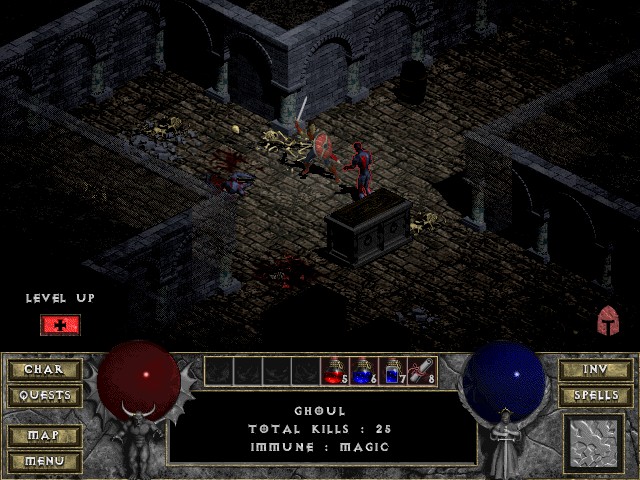 LEVEL UP
CHAR
QUESTS
MAP
MENU
5 6 7 8
INV
SPELLS
GHOUL
TOTAL KILLS : 25
IMMUNE : MAGIC